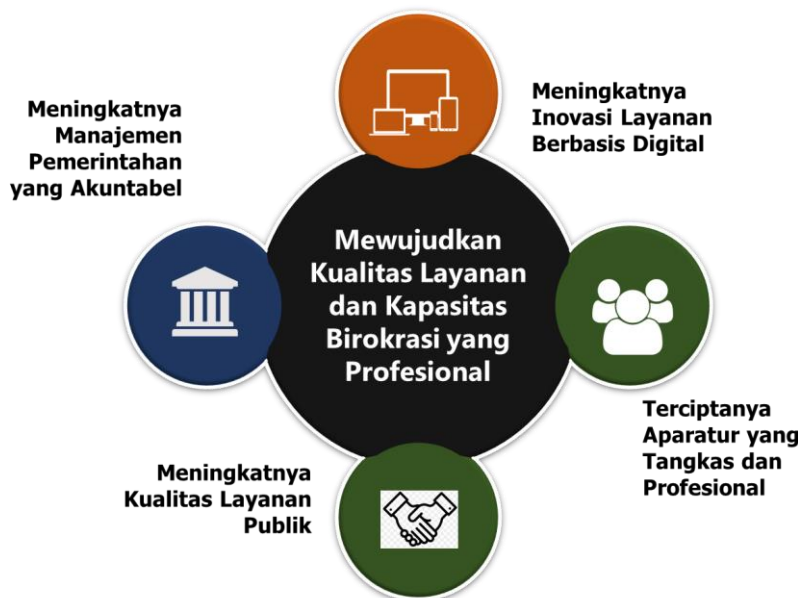 Meningkatnya
Manajemen
Pemerintahan
yang Akuntabel
Meningkatnya
Inovasi Layanan
Berbasis Digital
Mewujudkan
Kualitas Layanan
dan Kapasitas
Birokrasi yang
Profesional
Terciptanya
Aparatur yang
Tangkas dan
Profesional
Meningkatnya
Kualitas Layanan
Publik